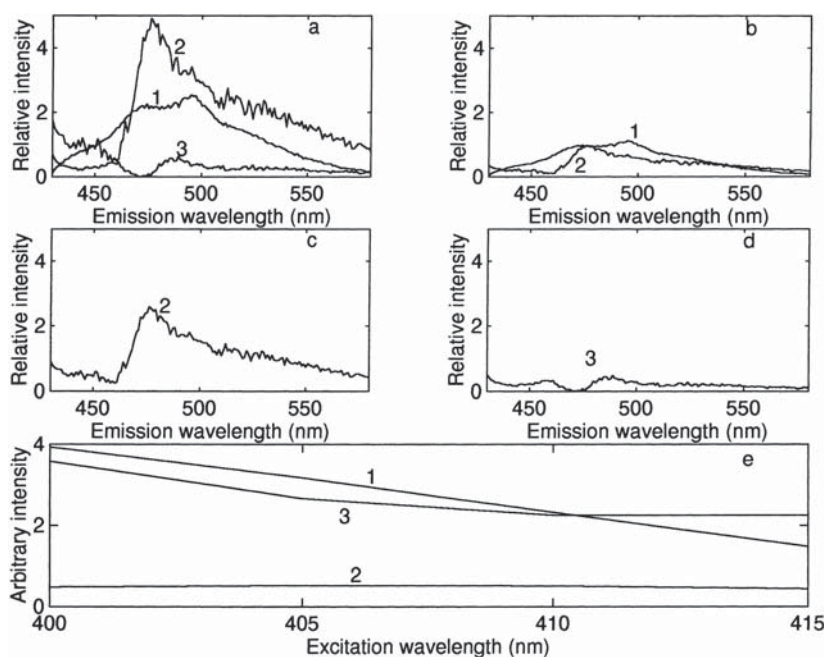 a
Relative intensity
4
2
0
2
1
3
450 500 550
Emission wavelength (nm)
b
Relative intensity
4
2
0
1
2
450 500 550
Emission wavelength (nm)
c
Relative intensity
4
2
0
2
450 500 550
Emission wavelength (nm)
d
Relative intensity
4
2
0
3
450 500 550
Emission wavelength (nm)
e
Arbitrary intensity
4
2
0
1
3
2
400 405 410 415
Excitation wavelength (nm)